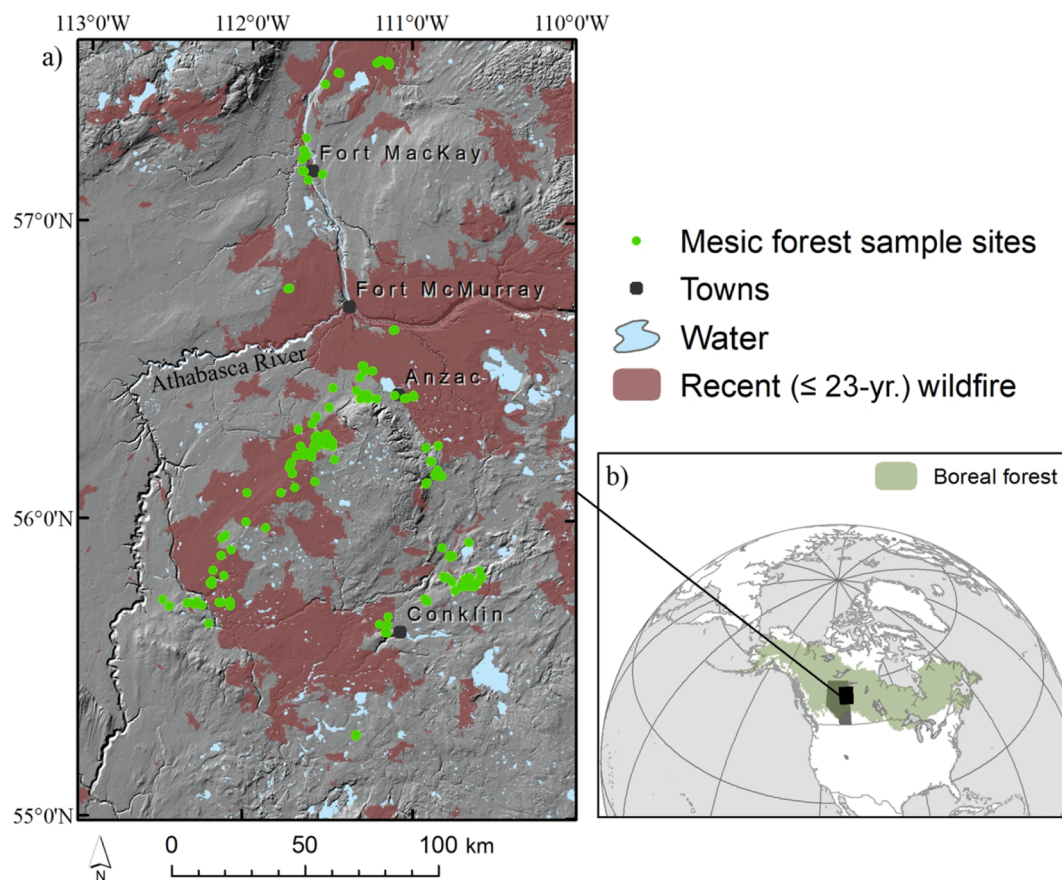 113°0'W 112°0'W 111°0'W 110°0'W
a)
Fort MacKay
57°0'N
Fort McMurray
Athabasca River
Anzac
56°0'N
Conklin
55°0'N
N
0 50 100 km
Mesic forest sample sites
Towns
Water
Recent (≤ 23-yr.) wildfire
b)
Boreal forest